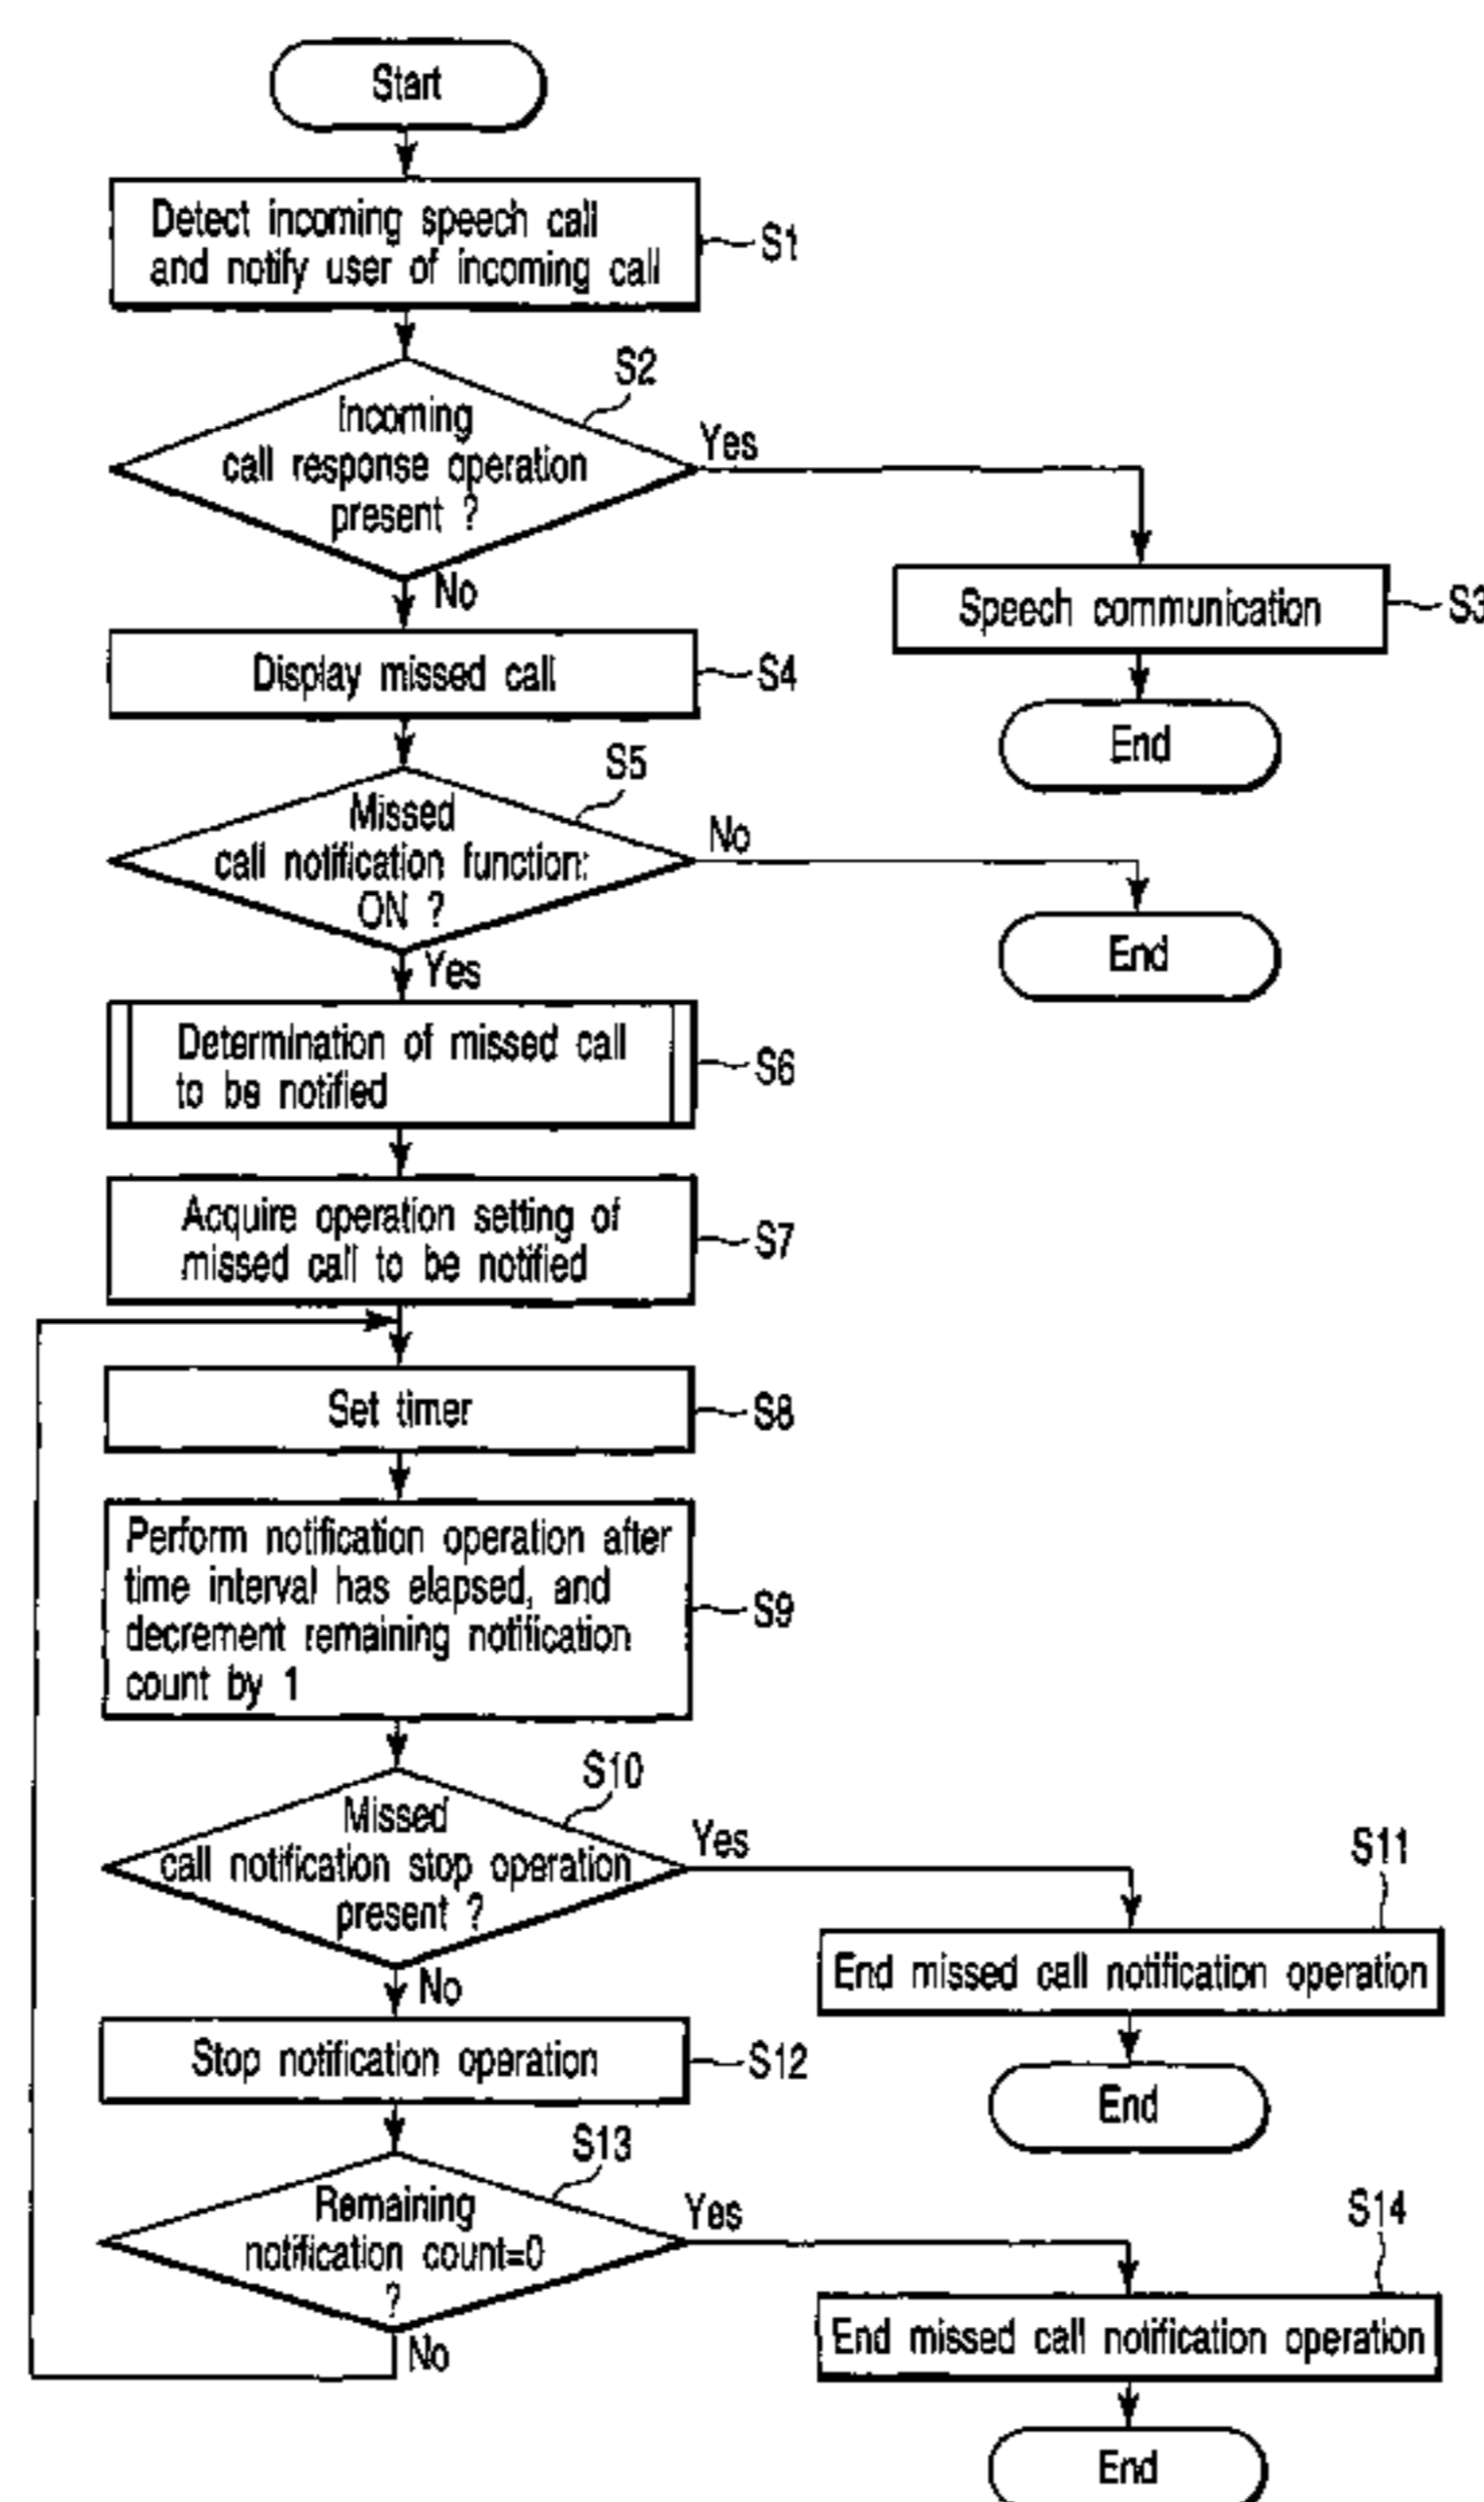 Start
Detect incoming speech call
and notify user of incoming call
S1
S2
Incoming
call response operation
present ?
Yes
No
Speech communication
S3
End
Display missed call
S4
S5
Missed
call notification function:
ON ?
No
Yes
End
Determination of missed call
to be notified
S6
Acquire operation setting of
missed call to be notified
S7
Set timer
S8
Perform notification operation after
time interval has elapsed, and
decrement remaining notification
count by 1
S9
S10
Missed
call notification stop operation
present ?
Yes
No
S11
End missed call notification operation
End
Stop notification operation
S12
S13
Remaining
notification count=0
?
Yes
No
S14
End missed call notification operation
End